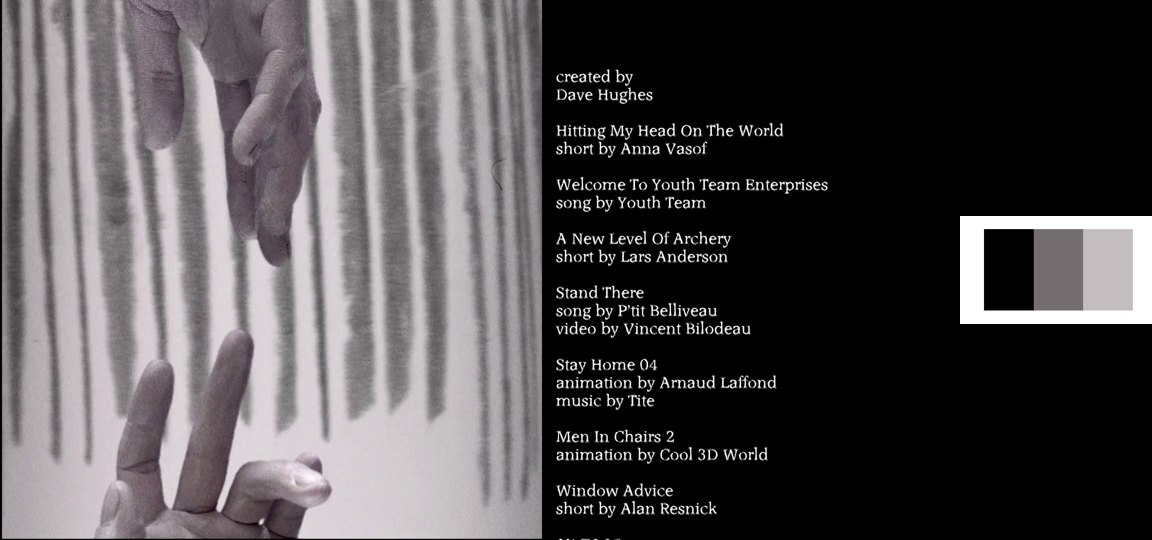 created by
Dave Hughes
Hitting My Head On The World
short by Anna Vasof
Welcome To Youth Team Enterprises
song by Youth Team
A New Level Of Archery
short by Lars Anderson
Stand There
song by P'tit Belliveau
video by Vincent Bilodeau
Stay Home 04
animation by Arnaud Laffond
music by Tite
Men In Chairs 2
animation by Cool 3D World
Window Advice
short by Alan Resnick